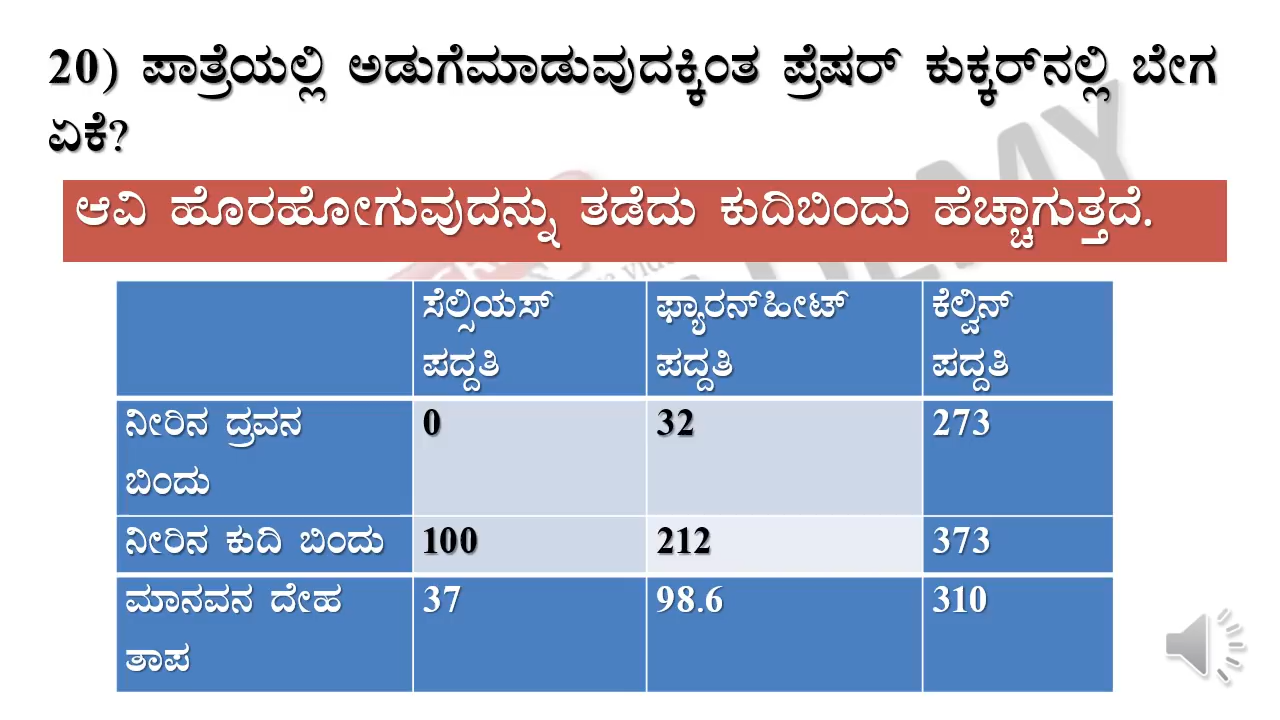 20) ಪಾತ್ರೆಯಲ್ಲಿ ಅಡುಗೆಮಾಡುವುದಕ್ಕಿಂತ ಪ್ರೆಷರ್ ಕುಕ್ಕರ್‌ನಲ್ಲಿ ಬೇಗ
ಏಕೆ?
ಆವಿ ಹೊರಹೋಗುವುದನ್ನು ತಡೆದು ಕುದಿಬಿಂದು ಹೆಚ್ಚಾಗುತ್ತದೆ.
ಸೆಲ್ಸಿಯಸ್ ಫ್ಯಾರನ್‌ಹೀಟ್ ಕೆಲ್ವಿನ್
ಪದ್ದತಿ ಪದ್ದತಿ ಪದ್ದತಿ
ನೀರಿನ ದ್ರವನ 0 32 273
ಬಿಂದು
ನೀರಿನ ಕುದಿ ಬಿಂದು 100 212 373
ಮಾನವನ ದೇಹ 37 98.6 310
ತಾಪ